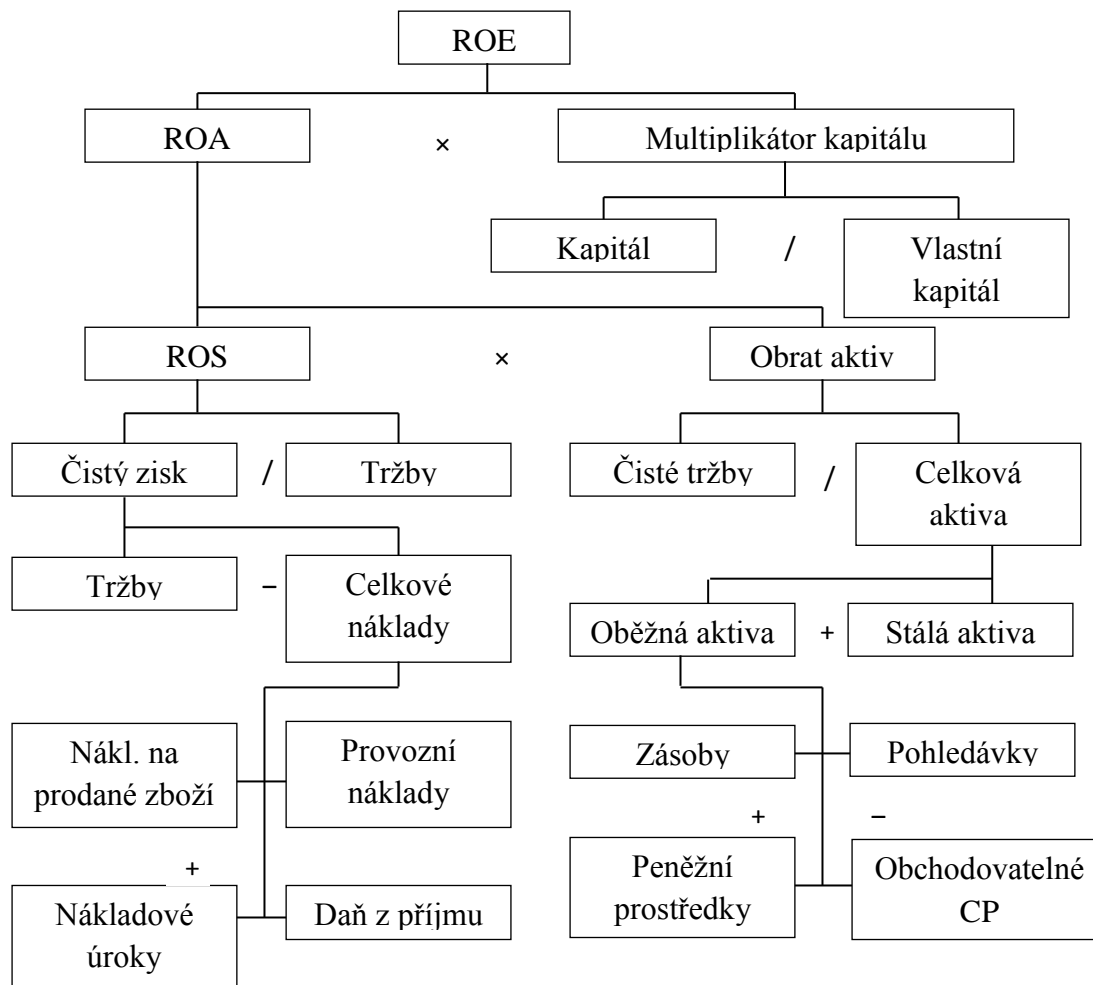 ROE
ROA
×
Multiplikátor kapitálu
Kapitál
/
Vlastní
kapitál
ROS
×
Obrat aktiv
Čistý zisk
/
Tržby
Čisté tržby
/
Celková
aktiva
Tržby
–
Celkové
náklady
Oběžná aktiva
+
Stálá aktiva
Nákl. na
prodané zboží
Provozní
náklady
Zásoby
Pohledávky
+
–
+
Nákladové
úroky
Daň z příjmu
Peněžní
prostředky
Obchodovatelné
CP